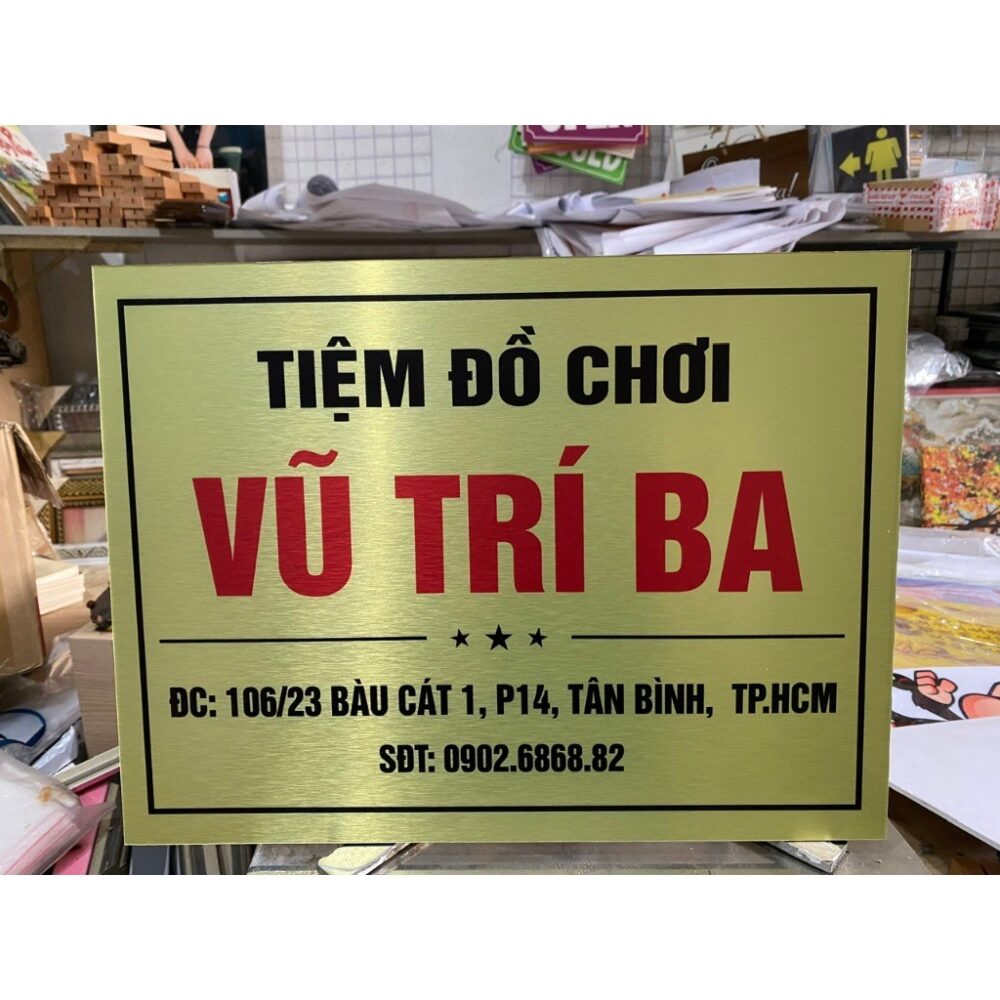 TIỆM ĐỒ CHƠI
VŨ TRÍ BA
ĐC: 106/23 BÀU CÁT 1, P14, TÂN BÌNH, TP.HCM
SĐT: 0902.6868.82